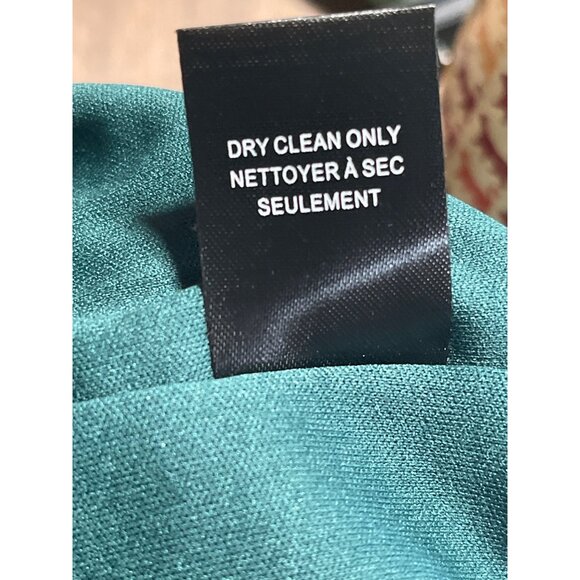 DRY CLEAN ONLY
NETTOYER À SEC
SEULEMENT